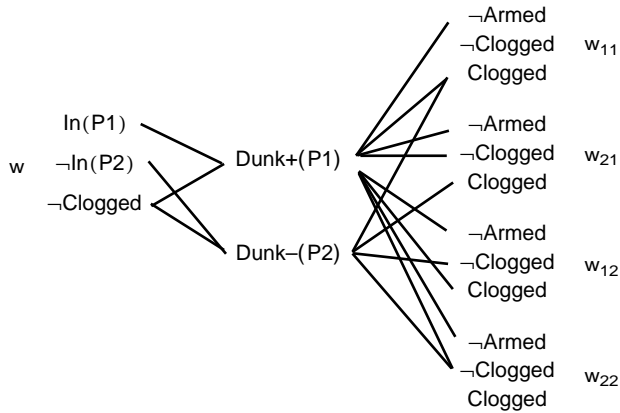 ¬Armed
¬Clogged w₁₁
Clogged
In(P1)
¬Armed
w ¬In(P2) Dunk+(P1) ¬Clogged w₂₁
Clogged
¬Clogged
¬Armed
Dunk–(P2) ¬Clogged w₁₂
Clogged
¬Armed
¬Clogged w₂₂
Clogged